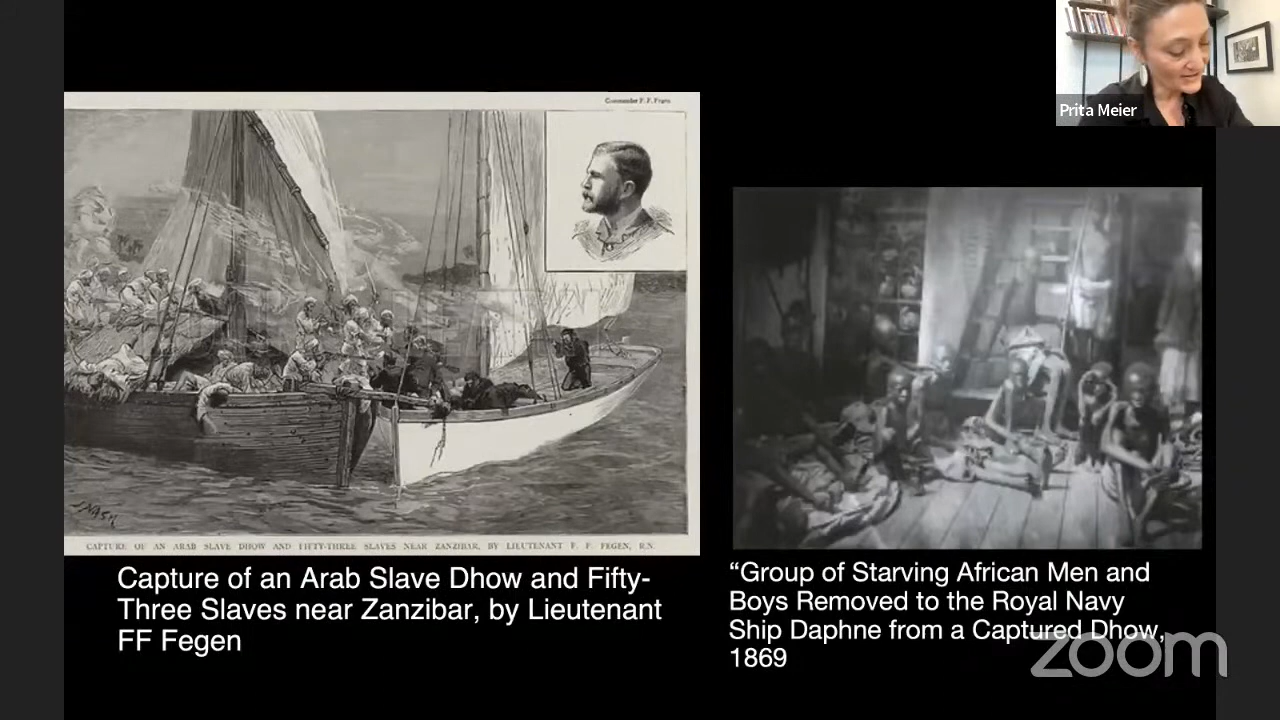 Commander F. F. Fegen
Prita Meier
J. NASH
CAPTURE OF AN ARAB SLAVE DHOW AND FIFTY-THREE SLAVES NEAR ZANZIBAR, BY LIEUTENANT F. F. FEGEN, R.N.
Capture of an Arab Slave Dhow and Fifty-
Three Slaves near Zanzibar, by Lieutenant
FF Fegen
“Group of Starving African Men and
Boys Removed to the Royal Navy
Ship Daphne from a Captured Dhow,
1869
zoom